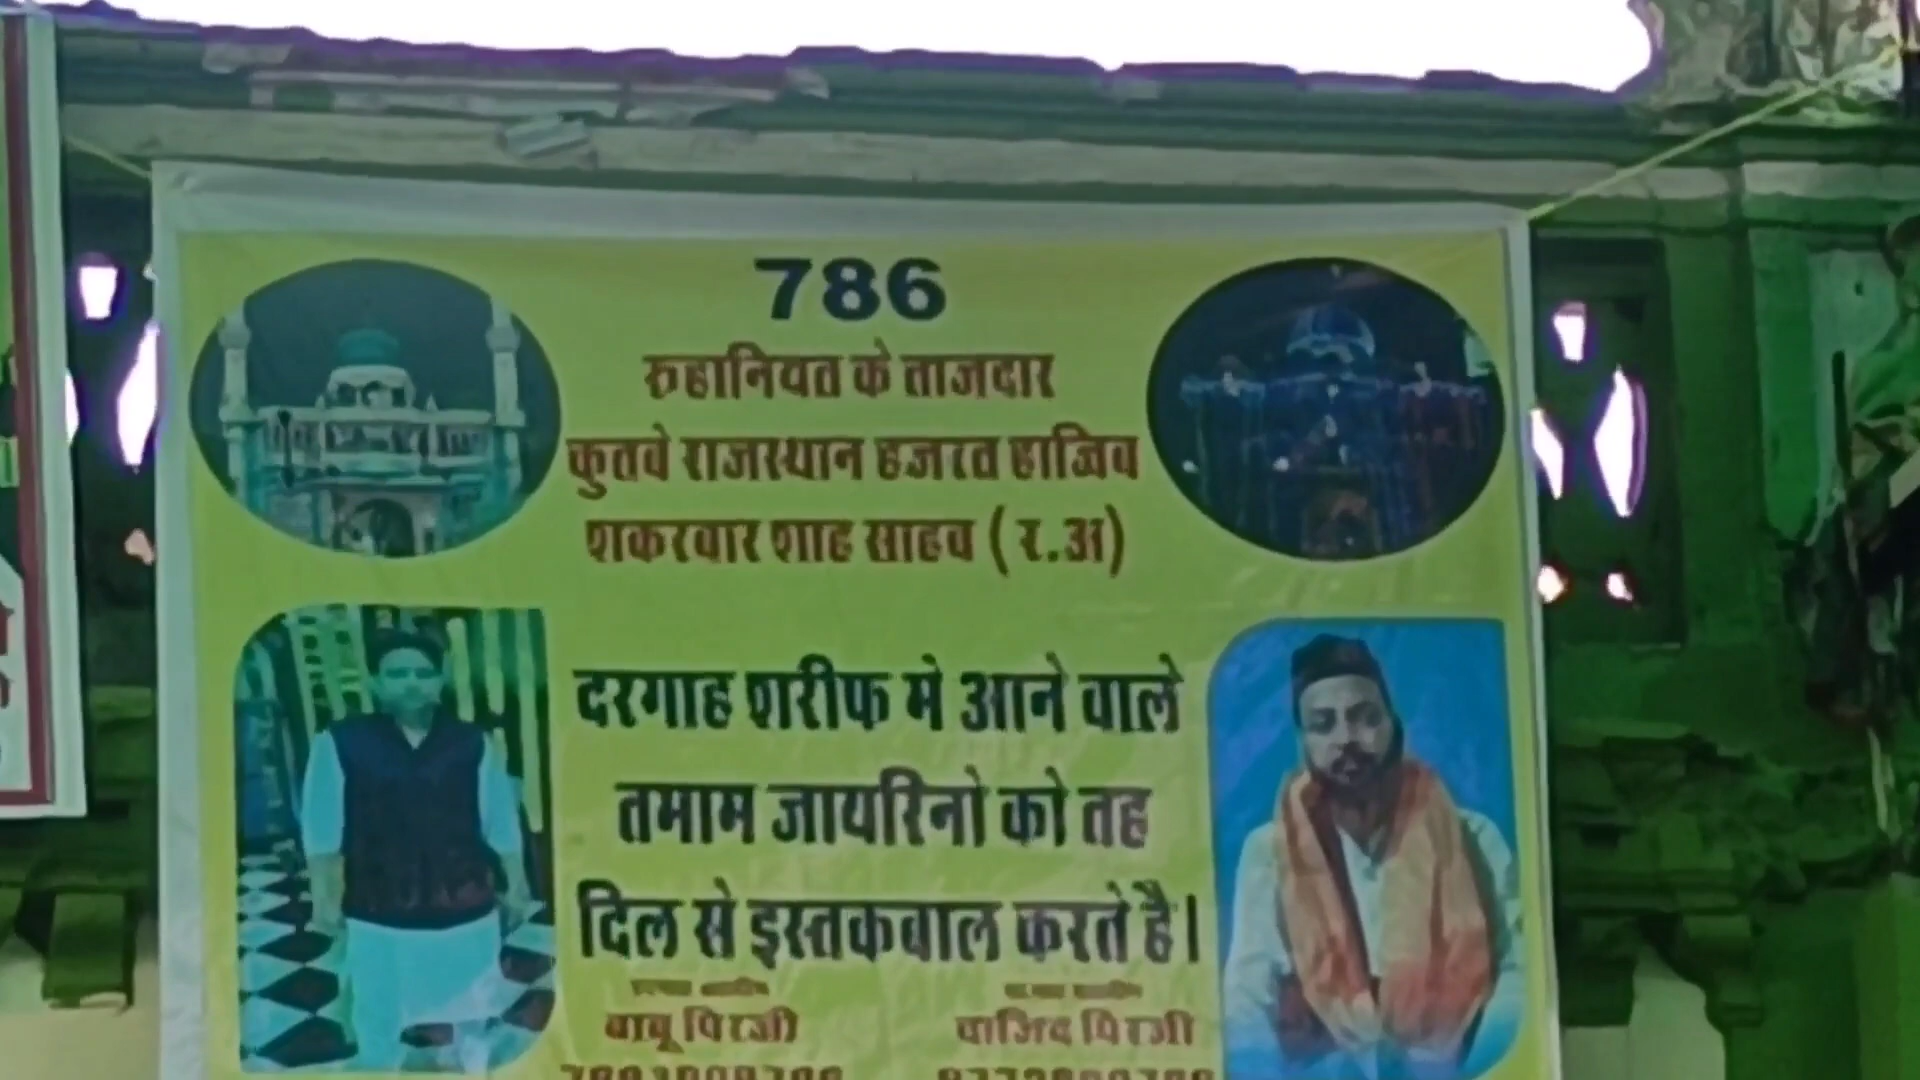 786
रुहानियत के ताजदार
कुतबे राजस्थान हजरत हाजिब
शकरबार शाह साहब (र.अ)
दरगाह शरीफ मे आने वाले
तमाम जायरिनो को तह
दिल से इस्तकबाल करते है।
बाबू पिरजी वाजिद पिरजी